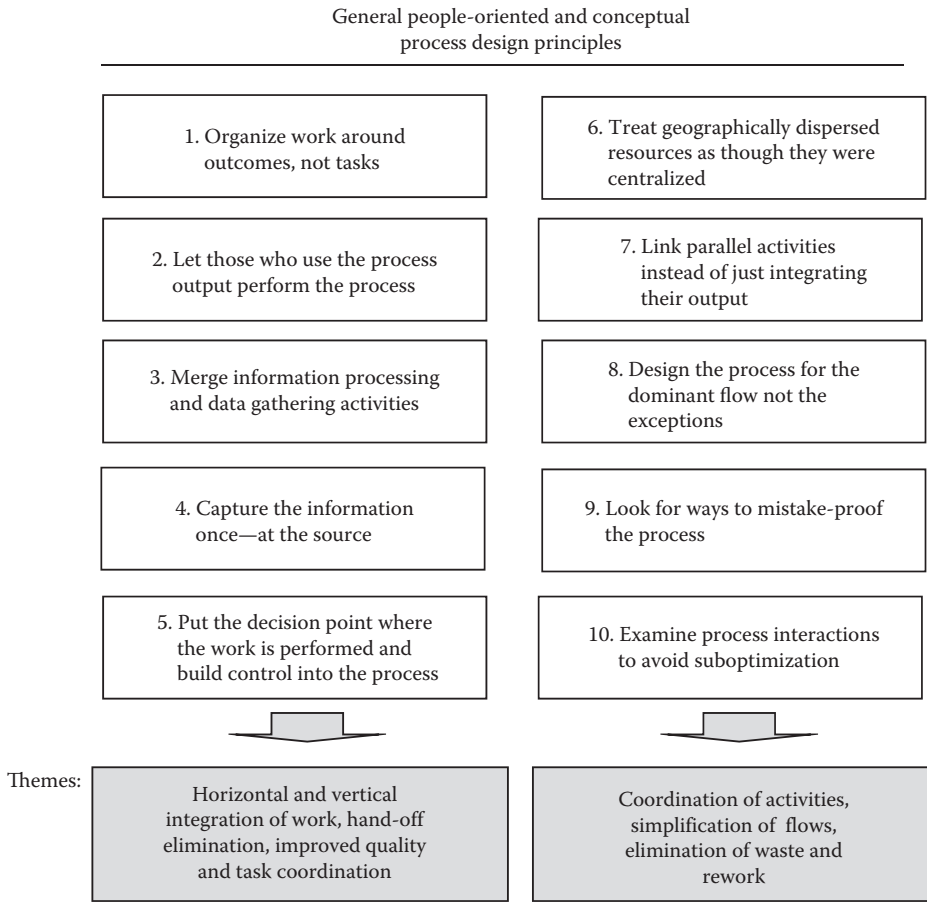 General people-oriented and conceptual
process design principles
1. Organize work around
outcomes, not tasks
2. Let those who use the process
output perform the process
3. Merge information processing
and data gathering activities
4. Capture the information
once—at the source
5. Put the decision point where
the work is performed and
build control into the process
6. Treat geographically dispersed
resources as though they were
centralized
7. Link parallel activities
instead of just integrating
their output
8. Design the process for the
dominant flow not the
exceptions
9. Look for ways to mistake-proof
the process
10. Examine process interactions
to avoid suboptimization
Themes:
Horizontal and vertical
integration of work, hand-off
elimination, improved quality
and task coordination
Coordination of activities,
simplification of flows,
elimination of waste and
rework